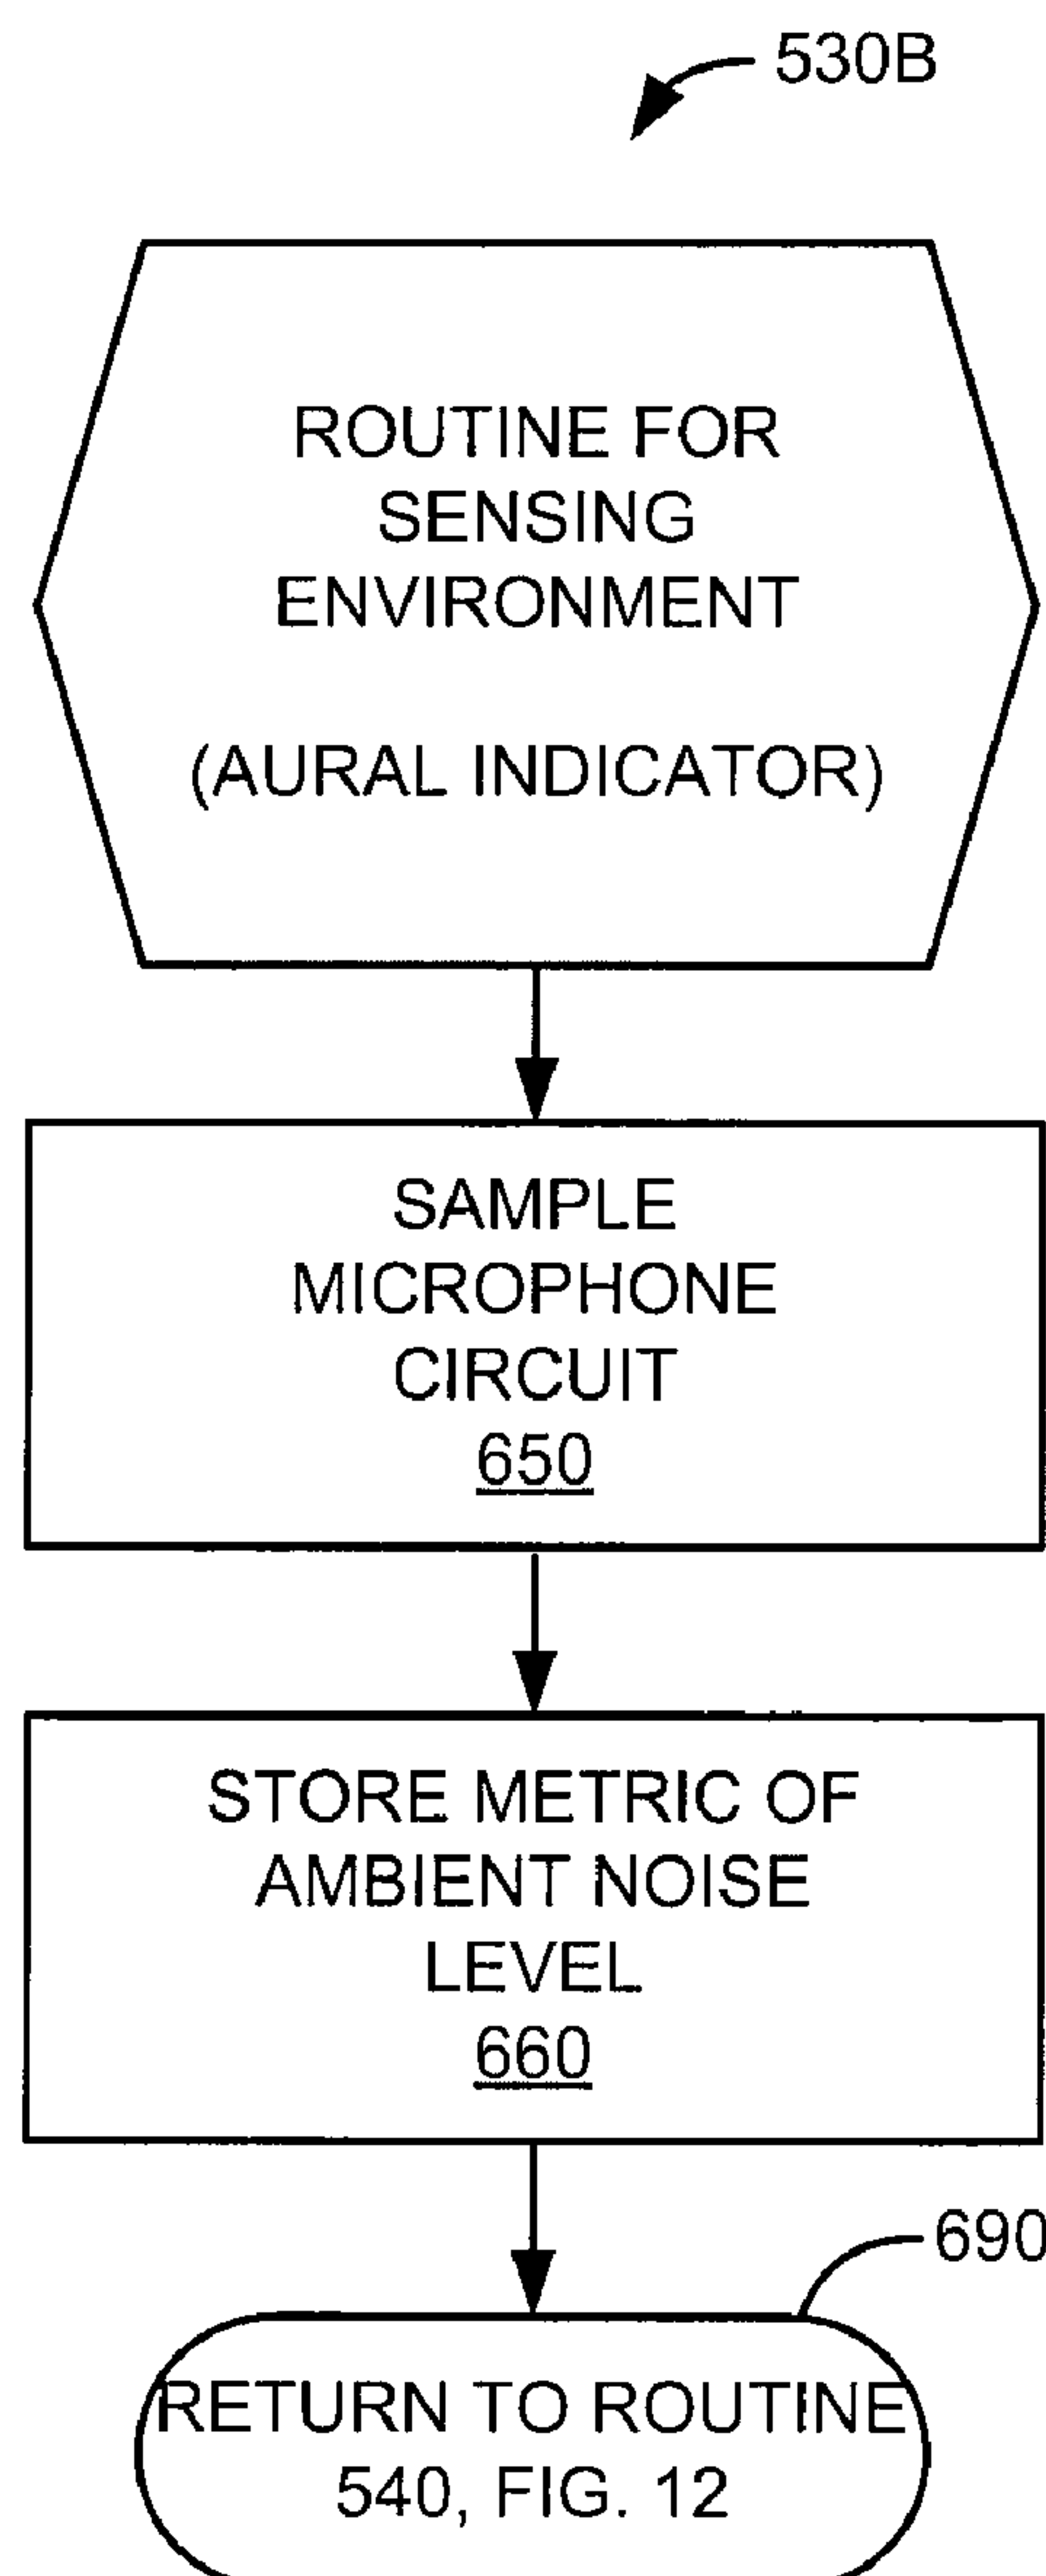 530B
ROUTINE FOR
SENSING
ENVIRONMENT
(AURAL INDICATOR)
SAMPLE
MICROPHONE
CIRCUIT
650
STORE METRIC OF
AMBIENT NOISE
LEVEL
660
690
RETURN TO ROUTINE
540, FIG. 12